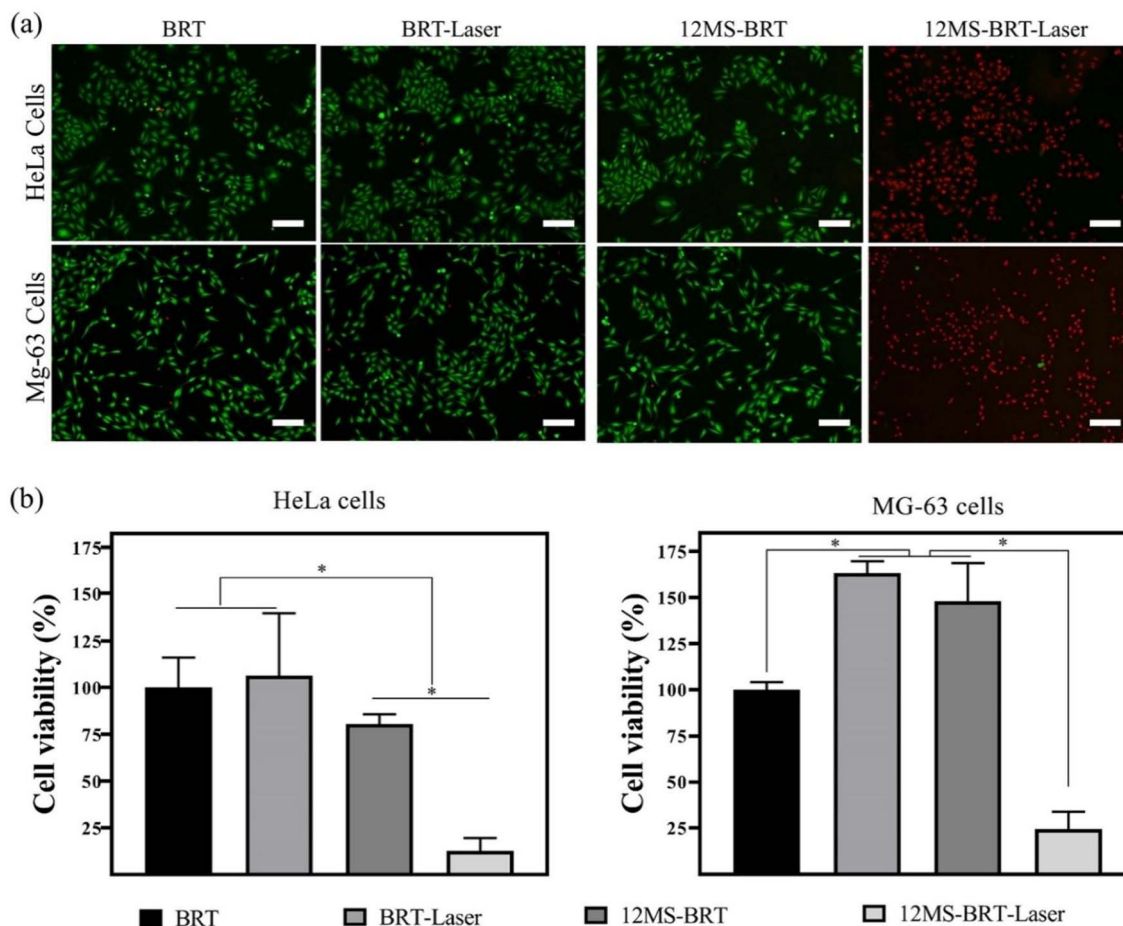 (a)
BRT BRT-Laser 12MS-BRT 12MS-BRT-Laser
HeLa Cells
Mg-63 Cells
(b)
HeLa cells
Cell viability (%)
175
150
125
100
75
50
25
*
*
MG-63 cells
Cell viability (%)
175
150
125
100
75
50
25
*
*
BRT BRT-Laser 12MS-BRT 12MS-BRT-Laser